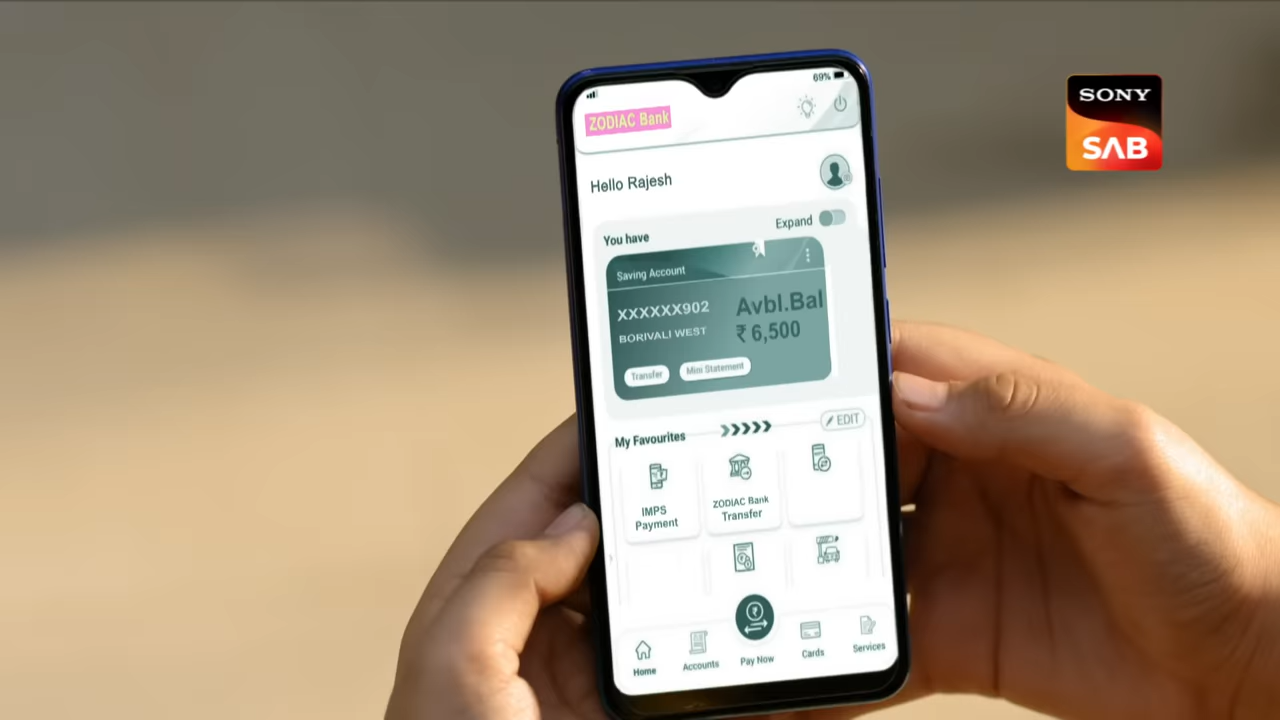 69%
SONY
SAB
ZODIAC Bank
Hello Rajesh
Expand
You have
Saving Account
XXXXXX902
Avbl.Bal
BORIVALI WEST
₹ 6,500
Transfer
Mini Statement
My Favourites
EDIT
IMPS
Payment
ZODIAC Bank
Transfer
Home
Accounts
Pay Now
Cards
Services